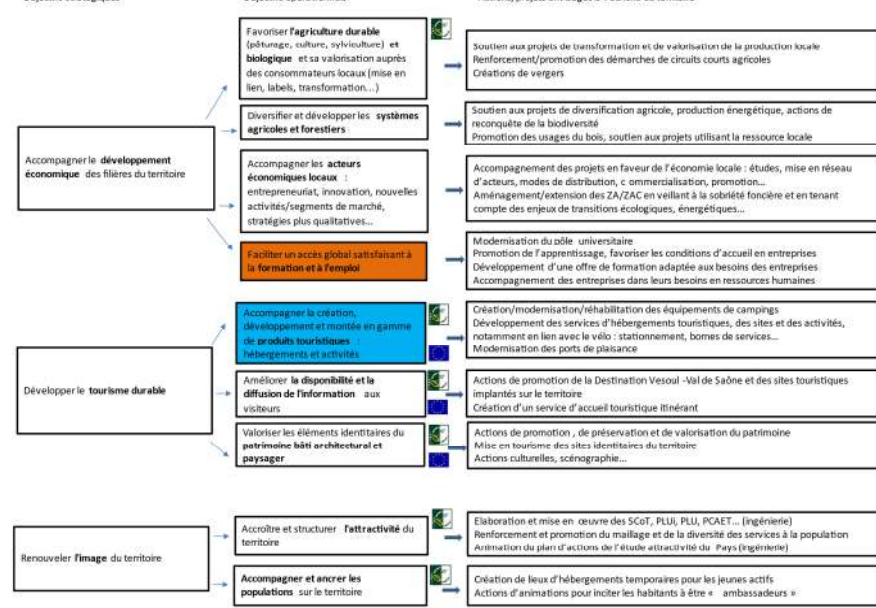 Favoriser l'agriculture durable
(pâturage, culture, sylviculture) et
biologique et sa valorisation auprès
des consommateurs locaux (mise en
lien, labels, transformation...)
Soutien aux projets de transformation et de valorisation de la production locale
Renforcement/promotion des démarches de circuits courts agricoles
Créations de vergers
Diversifier et développer les systèmes
agricoles et forestiers
Soutien aux projets de diversification agricole, production énergétique, actions de
reconquête de la biodiversité
Promotion des usages du bois, soutien aux projets utilisant la ressource locale
Accompagner le développement
économique des filières du territoire
Accompagner les acteurs
économiques locaux :
entrepreneuriat, innovation, nouvelles
activités/segments de marché,
stratégies plus qualitatives...
Accompagnement des projets en faveur de l'économie locale : études, mise en réseau
d'acteurs, modes de distribution, c ommercialisation, promotion...
Aménagement/extension des ZA/ZAC en veillant à la sobriété foncière et en tenant
compte des enjeux de transitions écologiques, énergétiques...
Faciliter un accès global satisfaisant à
la formation et à l'emploi
Modernisation du pôle universitaire
Promotion de l'apprentissage, favoriser les conditions d'accueil en entreprises
Développement d'une offre de formation adaptée aux besoins des entreprises
Accompagnement des entreprises dans leurs besoins en ressources humaines
Développer le tourisme durable
Accompagner la création,
développement et montée en gamme
de produits touristiques :
hébergements et activités
Création/modernisation/réhabilitation des équipements de campings
Développement des services d'hébergements touristiques, des sites et des activités,
notamment en lien avec le vélo : stationnement, bornes de services...
Modernisation des ports de plaisance
Améliorer la disponibilité et la
diffusion de l'information aux
visiteurs
Actions de promotion de la Destination Vesoul -Val de Saône et des sites touristiques
implantés sur le territoire
Création d'un service d'accueil touristique itinérant
Valoriser les éléments identitaires du
patrimoine bâti architectural et
paysager
Actions de promotion , de préservation et de valorisation du patrimoine
Mise en tourisme des sites identitaires du territoire
Actions culturelles, scénographie...
Renouveler l'image du territoire
Accroître et structurer l'attractivité du
territoire
Elaboration et mise en œuvre des SCoT, PLUi, PLU, PCAET... (ingénierie)
Renforcement et promotion du maillage et de la diversité des services à la population
Animation du plan d'actions de l'étude attractivité du Pays (ingénierie)
Accompagner et ancrer les
populations sur le territoire
Création de lieux d'hébergements temporaires pour les jeunes actifs
Actions d'animations pour inciter les habitants à être « ambassadeurs »